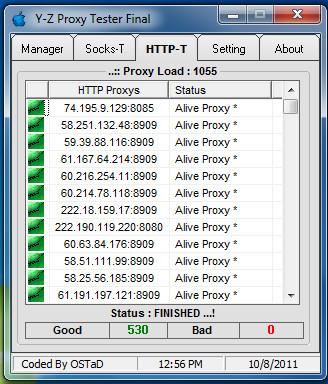 Y-Z Proxy Tester Final
Manager Socks-T HTTP-T Setting About
..:: Proxy Load : 1055
HTTP Proxys Status
74.195.9.129:8085 Alive Proxy *
58.251.132.48:8909 Alive Proxy *
59.39.88.116:8909 Alive Proxy *
61.167.64.214:8909 Alive Proxy *
60.216.254.11:8909 Alive Proxy *
60.214.78.118:8909 Alive Proxy *
222.18.159.17:8909 Alive Proxy *
222.190.119.220:8080 Alive Proxy *
60.63.84.176:8909 Alive Proxy *
58.51.111.99:8909 Alive Proxy *
58.25.56.185:8909 Alive Proxy *
61.191.197.121:8909 Alive Proxy *
Status : FINISHED ...!
Good 530 Bad 0
Coded By OSTaD 12:56 PM 10/8/2011